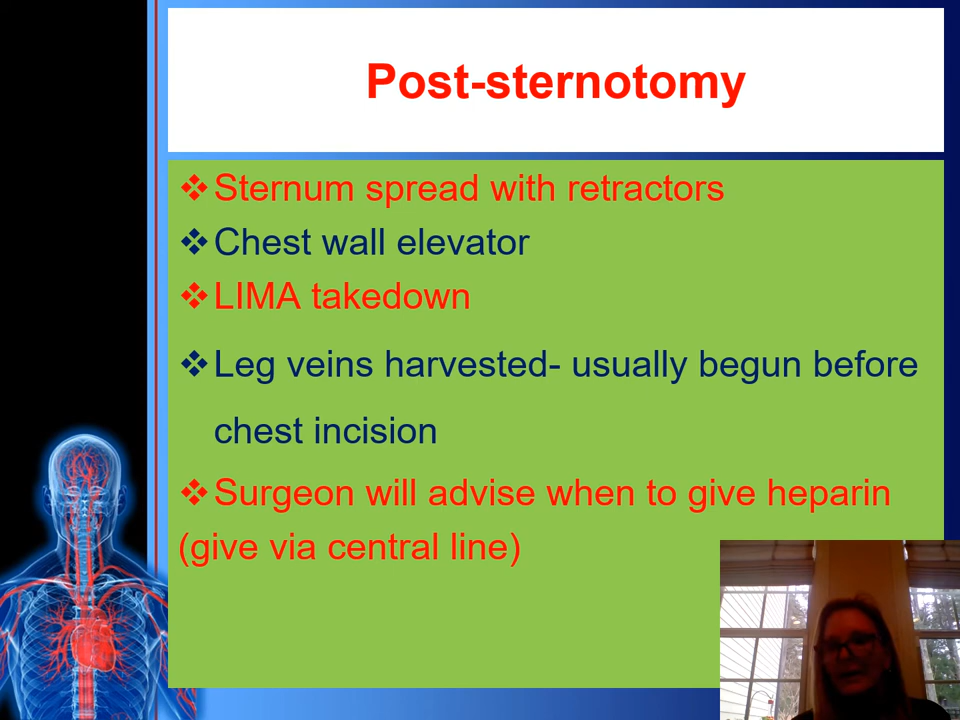 Post-sternotomy
❖Sternum spread with retractors
❖Chest wall elevator
❖LIMA takedown
❖Leg veins harvested- usually begun before
chest incision
❖Surgeon will advise when to give heparin
(give via central line)